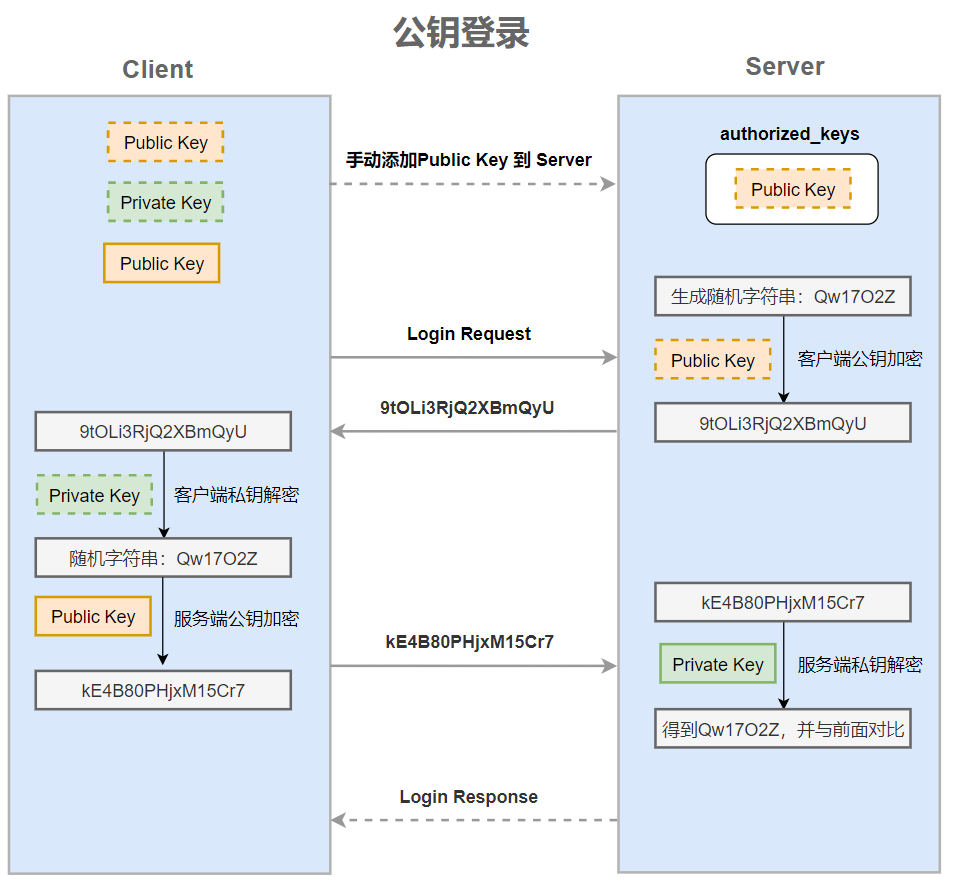 公钥登录
Client
Server
Public Key
Private Key
Public Key
手动添加Public Key 到 Server
authorized_keys
Public Key
生成随机字符串：Qw17O2Z
Login Request
Public Key
客户端公钥加密
9tOLi3RjQ2XBmQyU
9tOLi3RjQ2XBmQyU
9tOLi3RjQ2XBmQyU
Private Key
客户端私钥解密
随机字符串：Qw17O2Z
Public Key
服务端公钥加密
kE4B80PHjxM15Cr7
kE4B80PHjxM15Cr7
kE4B80PHjxM15Cr7
Private Key
服务端私钥解密
得到Qw17O2Z，并与前面对比
Login Response